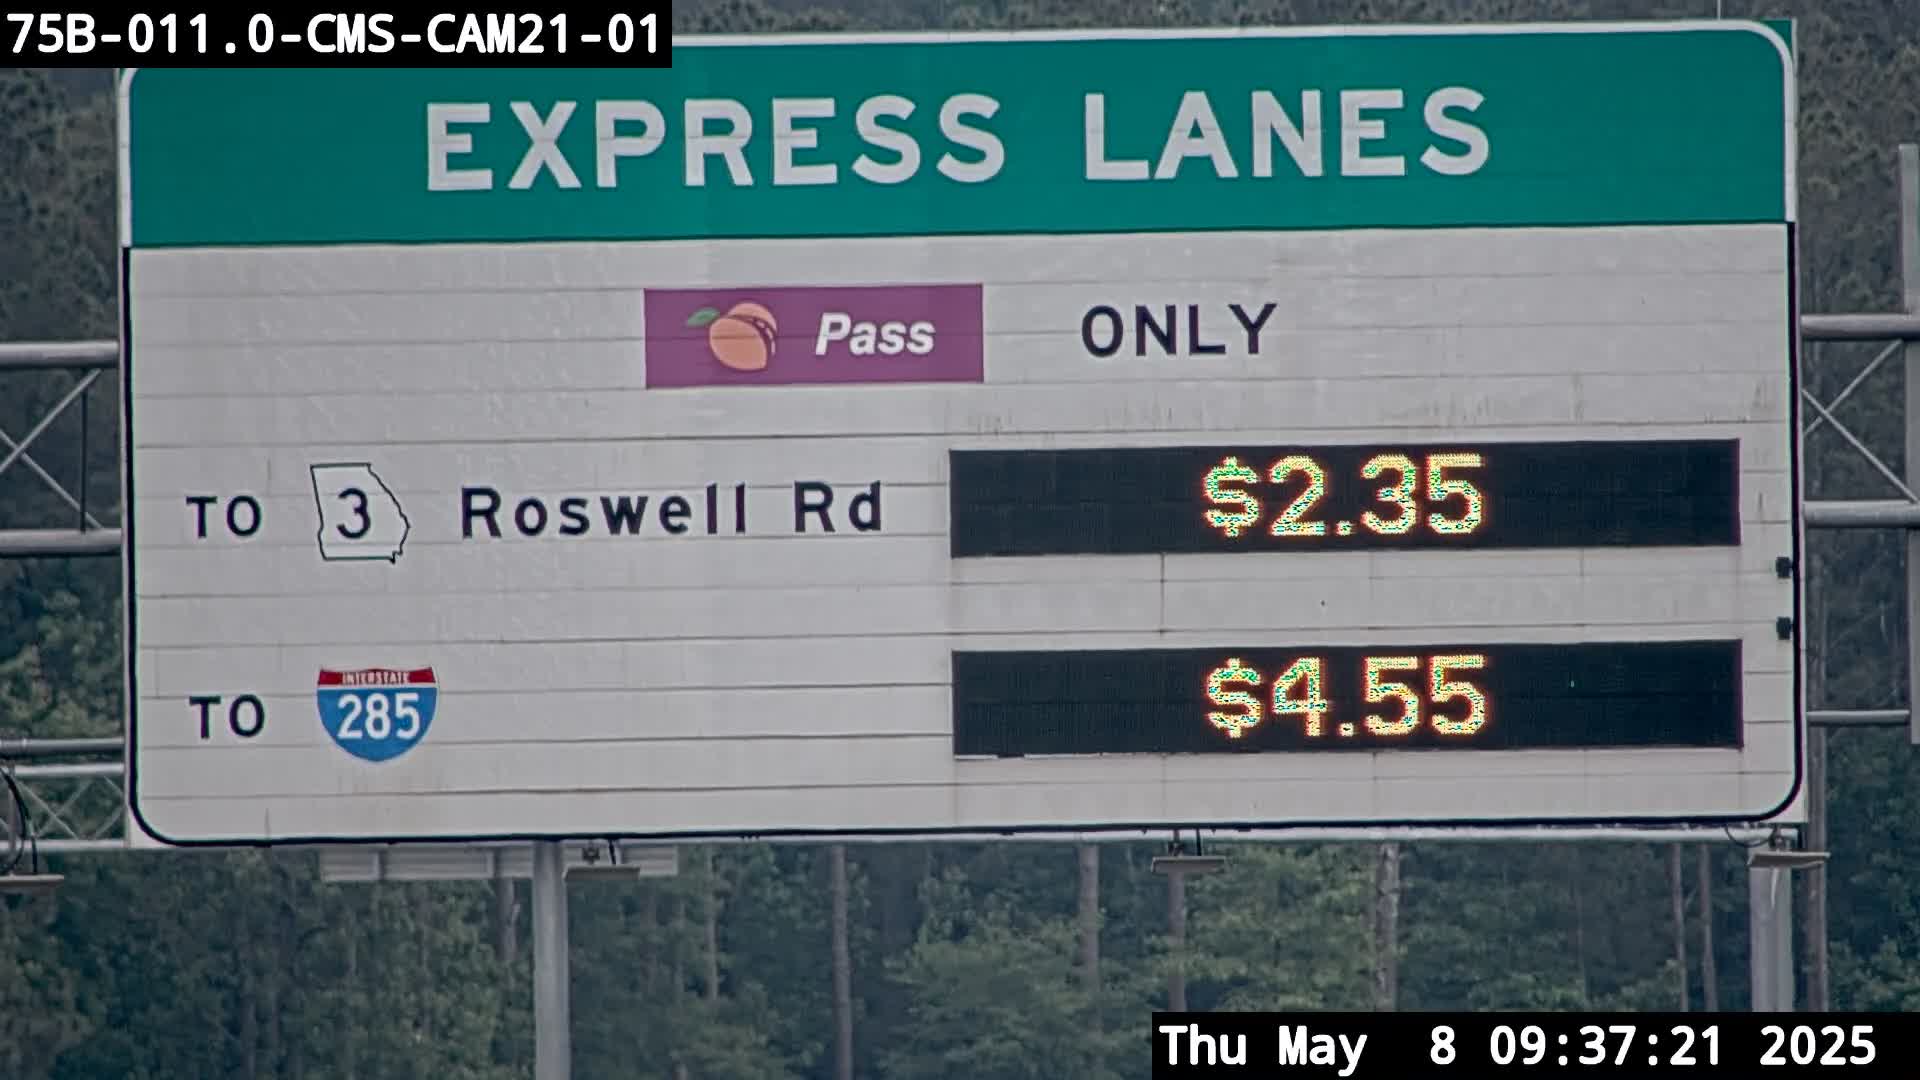 75B-011.0-CMS-CAM21-01
EXPRESS LANES
Pass ONLY
TO 3 Roswell Rd $2.35
TO INTERSTATE 285 $4.55
Thu May 8 09:37:21 2025